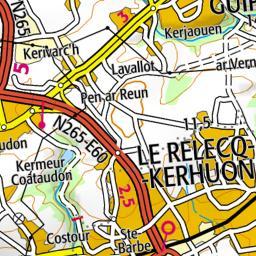 GUIP
3
N265
Kerjaouen
Kerivarc'h
Lavallot
ar Vern
5
Pen ar Reun
11.5
N265-E60
LE RELECQ-
-KERHUON
Kermeur
Coataudon
2.5
Costour
Ste-
Barbe